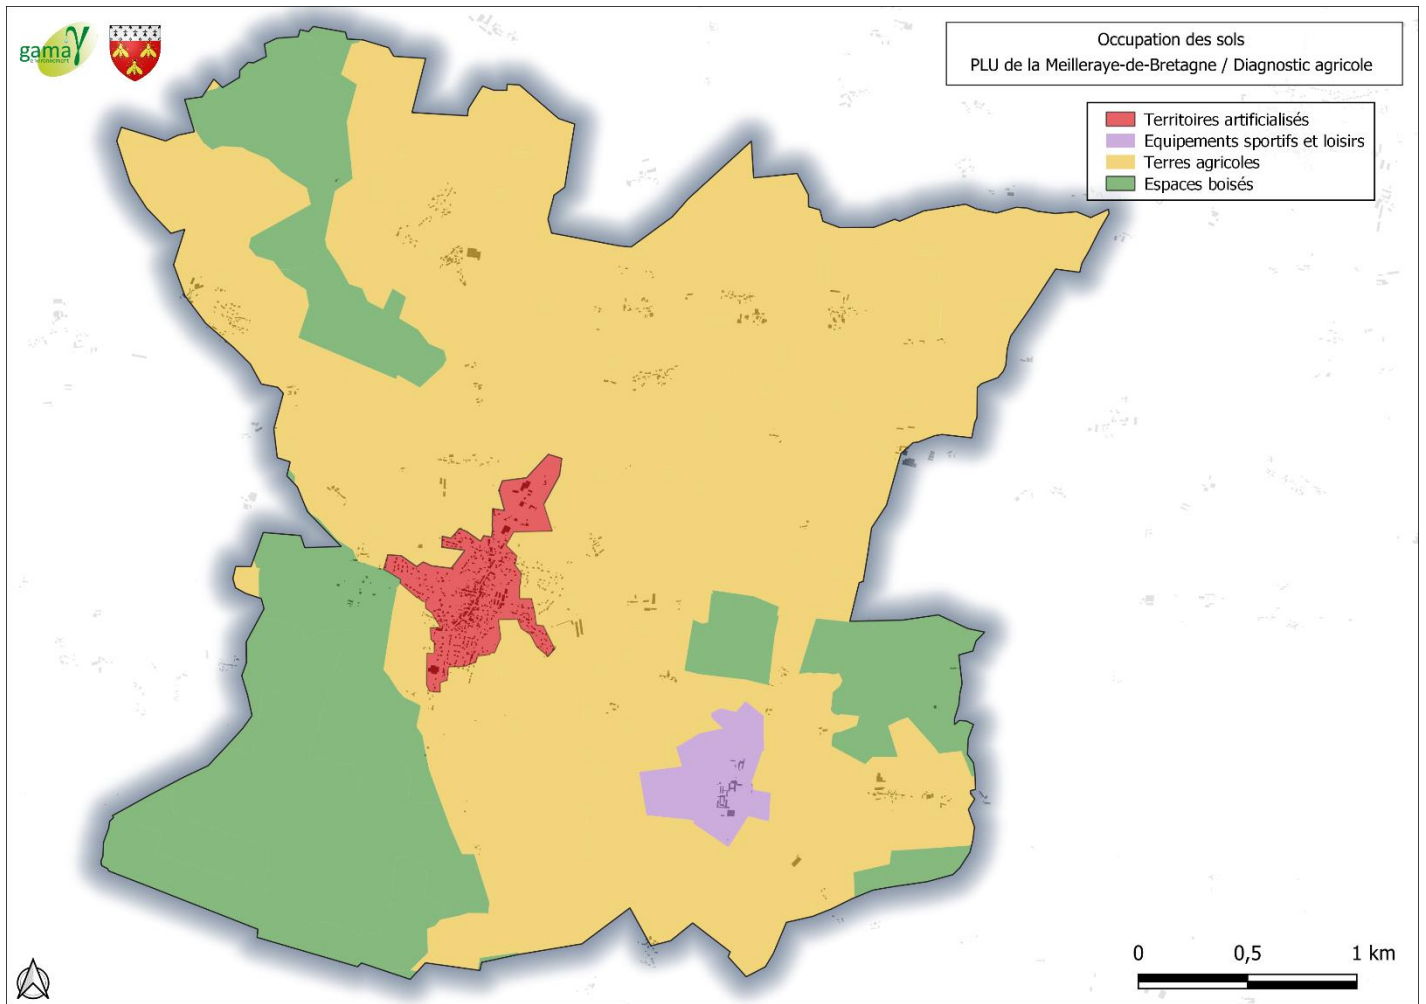 gama γ
environnement
Occupation des sols
PLU de la Meilleraye-de-Bretagne / Diagnostic agricole
Territoires artificialisés
Equipements sportifs et loisirs
Terres agricoles
Espaces boisés
0 0,5 1 km